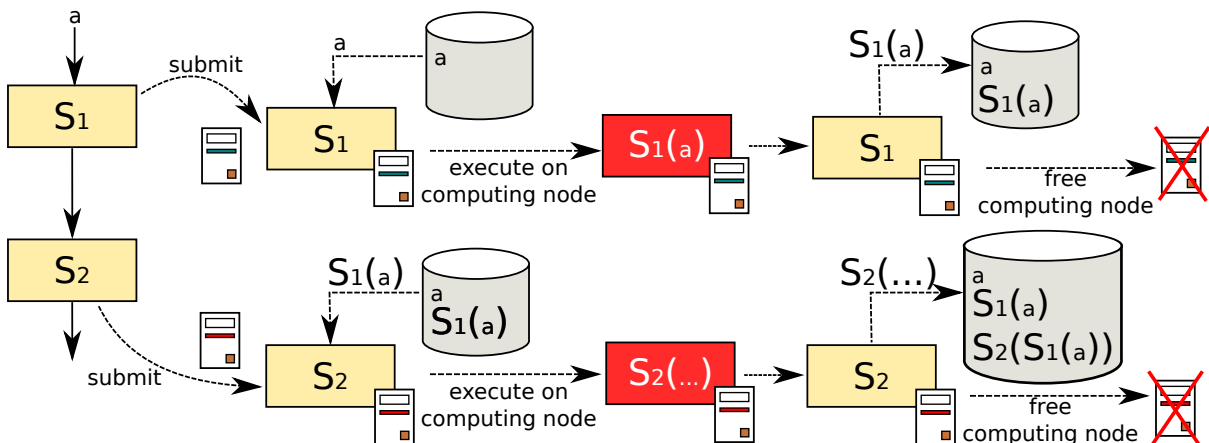 a
submit
S1
S1
a
a
execute on
computing node
S1(a)
S1
S1(a)
a
S1(a)
free
computing node
S2
submit
S2
S1(a)
a
S1(a)
execute on
computing node
S2(...)
S2
S2(...)
a
S1(a)
S2(S1(a))
free
computing node